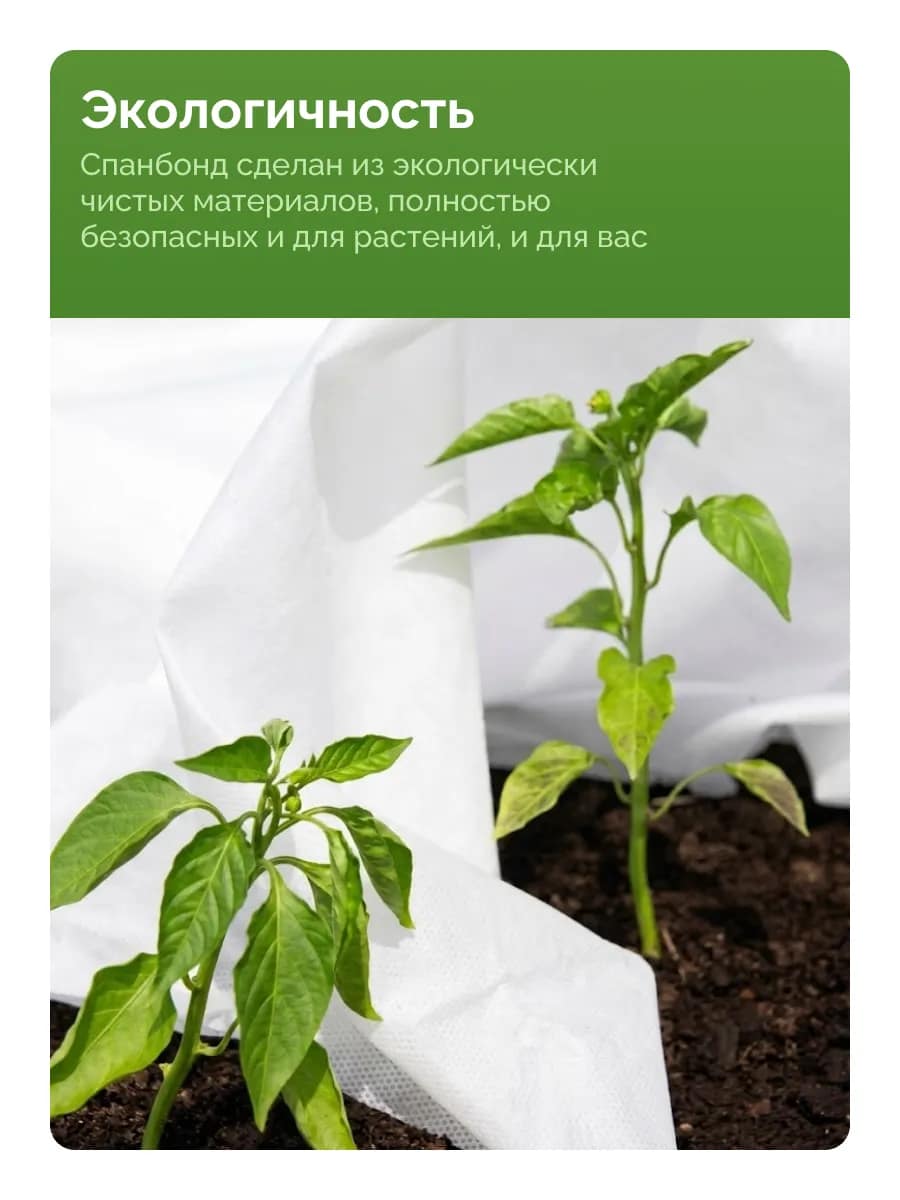 Экологичность
Спанбонд сделан из экологически
чистых материалов, полностью
безопасных и для растений, и для вас